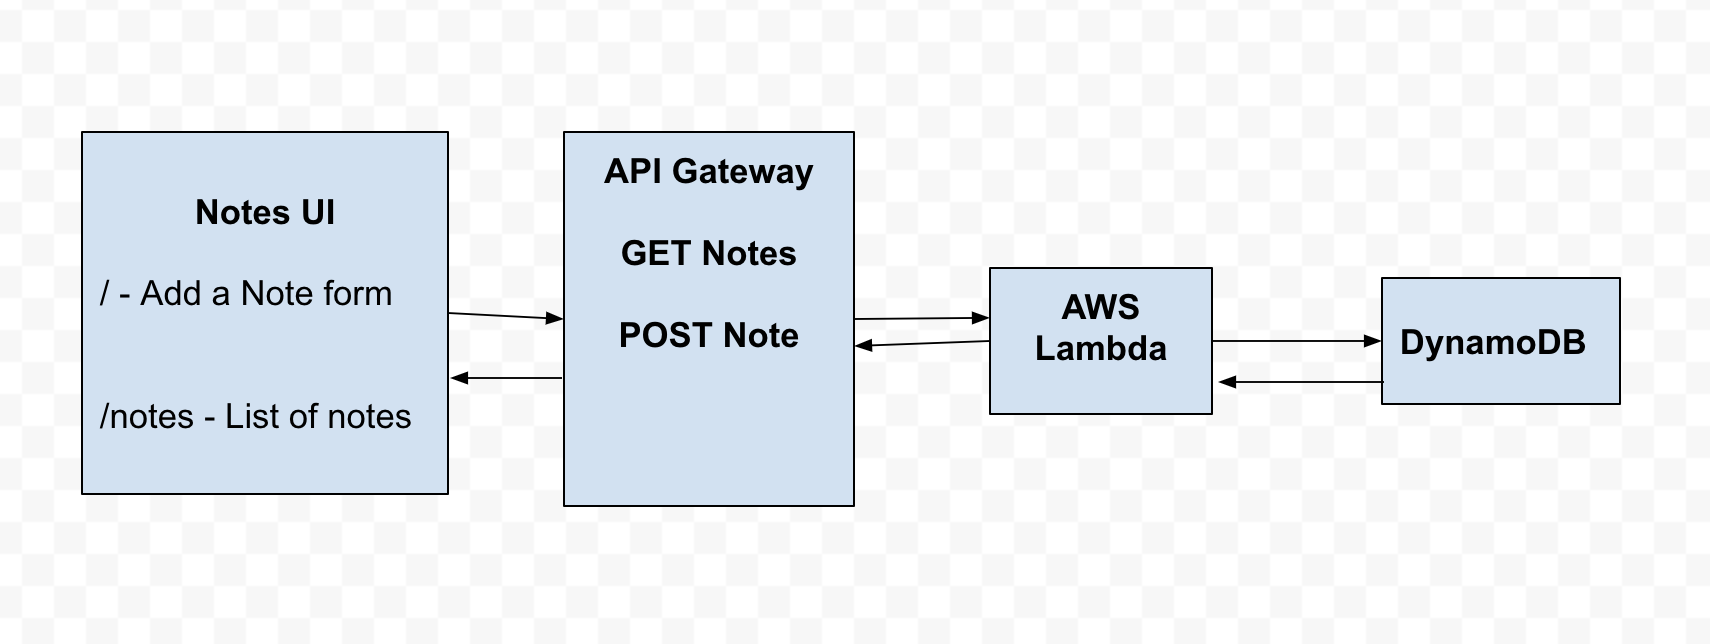 Notes UI
/ - Add a Note form
/notes - List of notes
API Gateway
GET Notes
POST Note
AWS
Lambda
DynamoDB